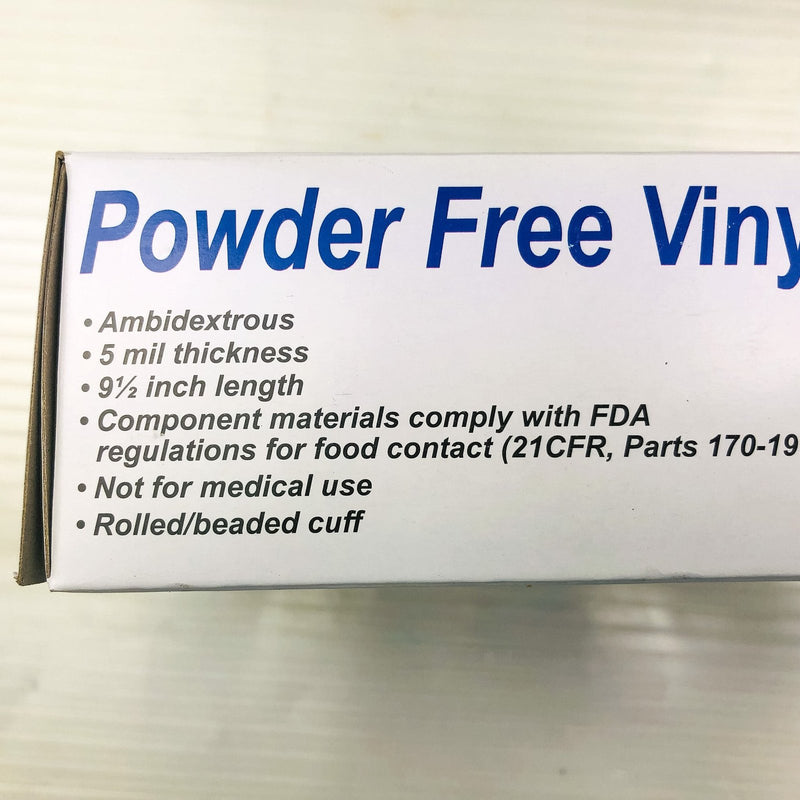 Powder Free Viny
• Ambidextrous
• 5 mil thickness
• 9½ inch length
• Component materials comply with FDA
regulations for food contact (21CFR, Parts 170-19
• Not for medical use
• Rolled/beaded cuff